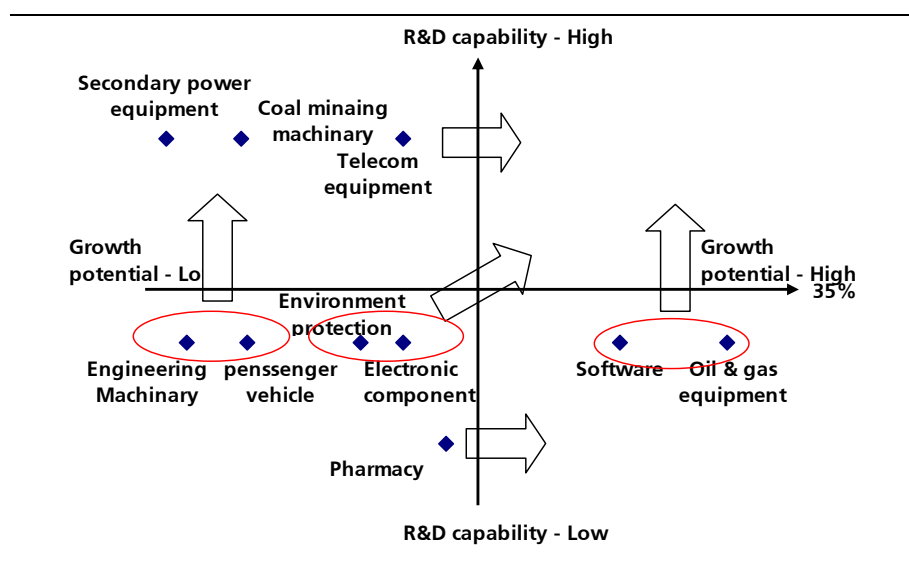 R&D capability - High
Secondary power
equipment
Coal minaing
machinary
Telecom
equipment
Growth
potential - Lo
Growth
potential - High
35%
Environment
protection
Engineering
Machinary
penssenger
vehicle
Electronic
component
Software
Oil & gas
equipment
Pharmacy
R&D capability - Low